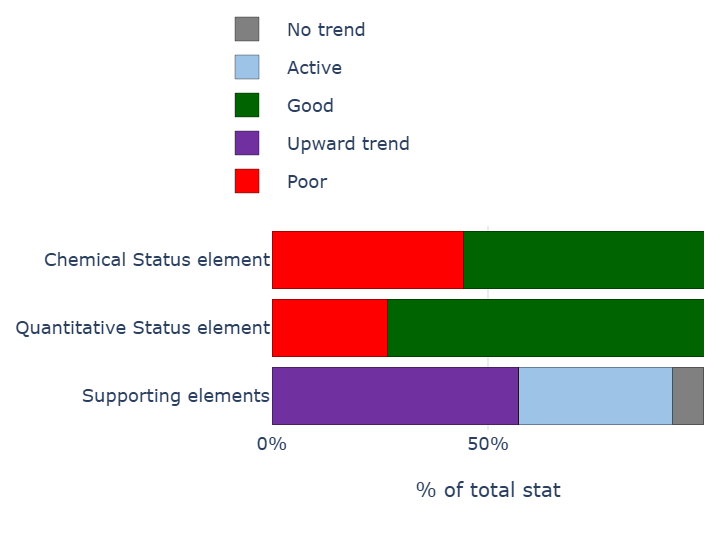 No trend
Active
Good
Upward trend
Poor
Chemical Status element
Quantitative Status element
Supporting elements
0% 50%
% of total stat